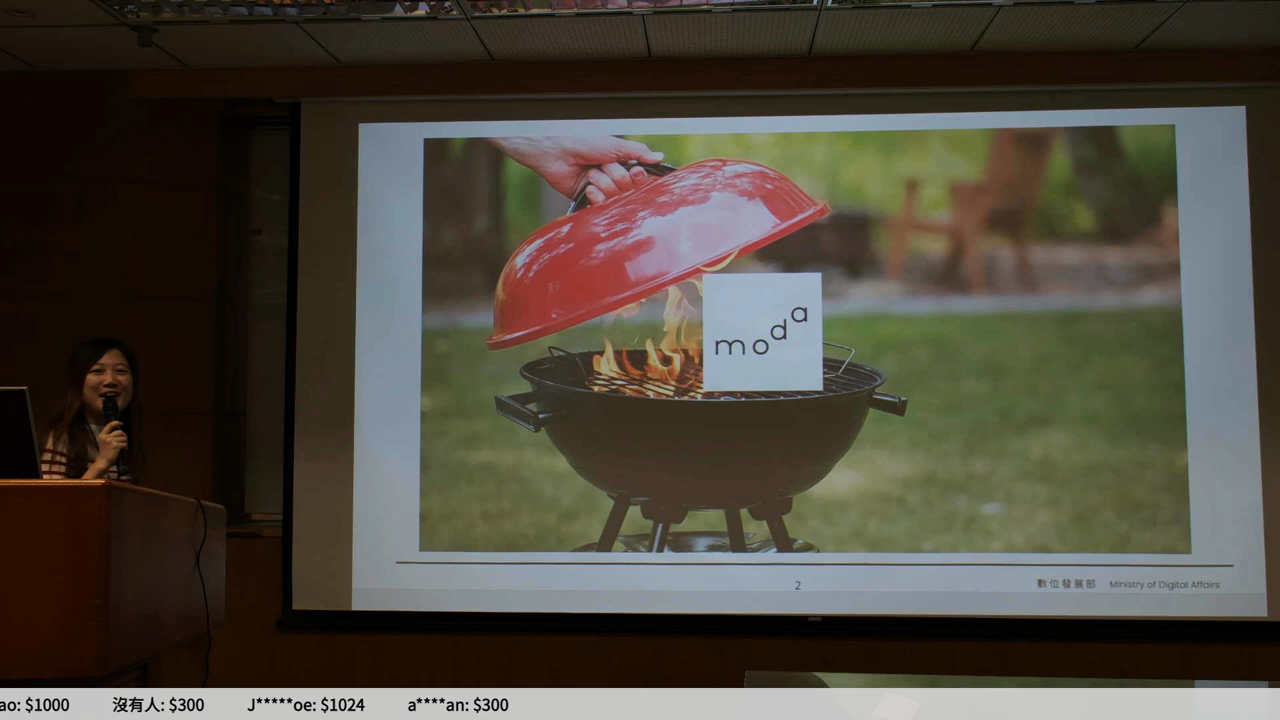 moda
2
數位發展部 Ministry of Digital Affairs
ao: $1000 沒有人: $300 J*****oe: $1024 a****an: $300